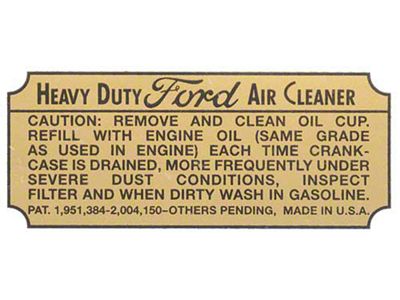 HEAVY DUTY Ford AIR CLEANER
CAUTION: REMOVE AND CLEAN OIL CUP.
REFILL WITH ENGINE OIL (SAME GRADE
AS USED IN ENGINE) EACH TIME CRANK-
CASE IS DRAINED, MORE FREQUENTLY UNDER
SEVERE DUST CONDITIONS, INSPECT
FILTER AND WHEN DIRTY WASH IN GASOLINE.
PAT. 1,951,384-2,004,150-OTHERS PENDING, MADE IN U.S.A.